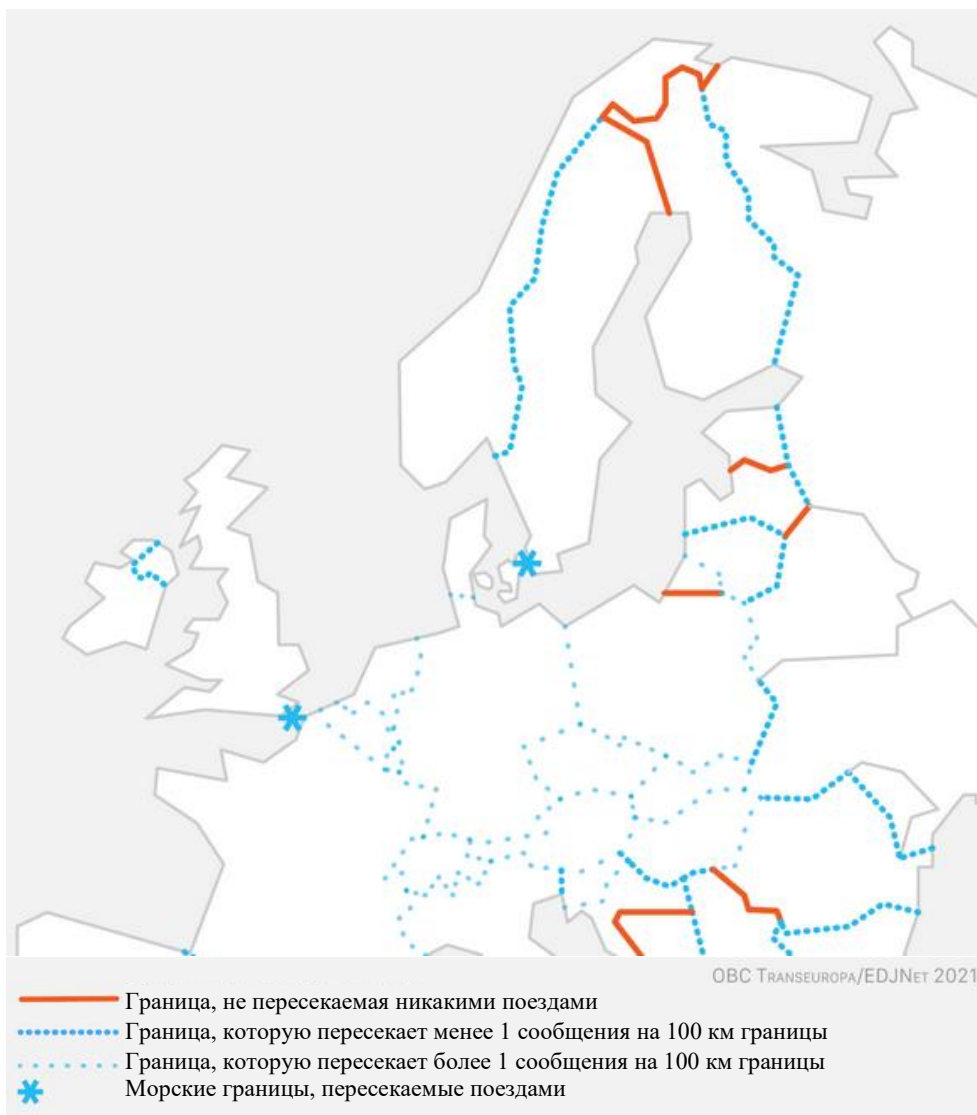 OBC TRANSEUROPA/EDJNET 2021
Граница, не пересекаемая никакими поездами
Граница, которую пересекает менее 1 сообщения на 100 км границы
Граница, которую пересекает более 1 сообщения на 100 км границы
Морские границы, пересекаемые поездами